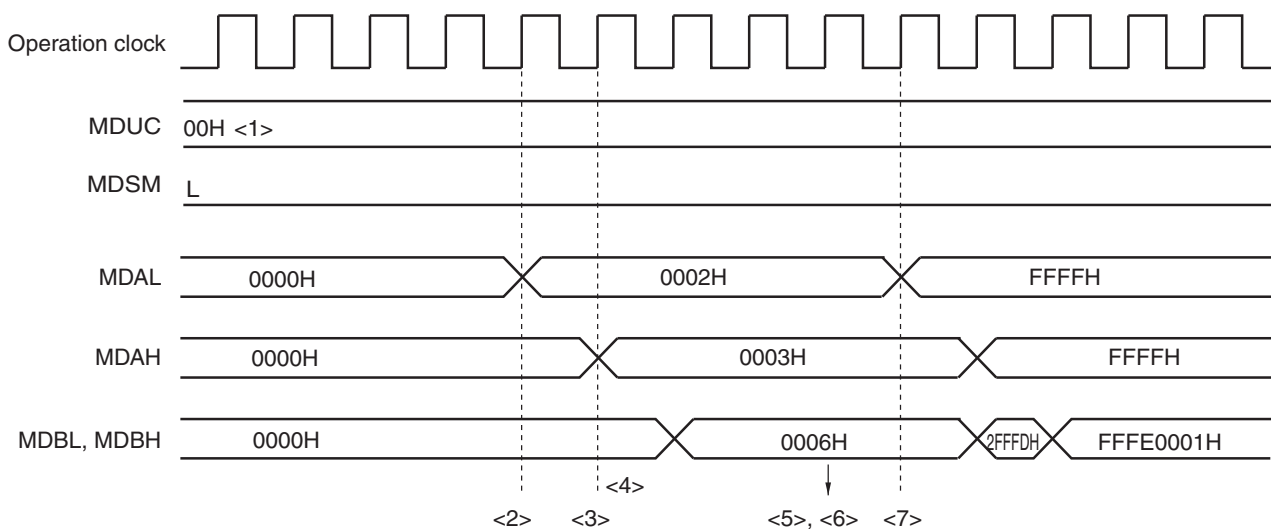 Operation clock
MDUC 00H <1>
MDSM L
MDAL 0000H 0002H FFFFH
MDAH 0000H 0003H FFFFH
MDBL, MDBH 0000H 0006H 2FFFDH FFFE0001H
<4>
<2> <3> <5>, <6> <7>